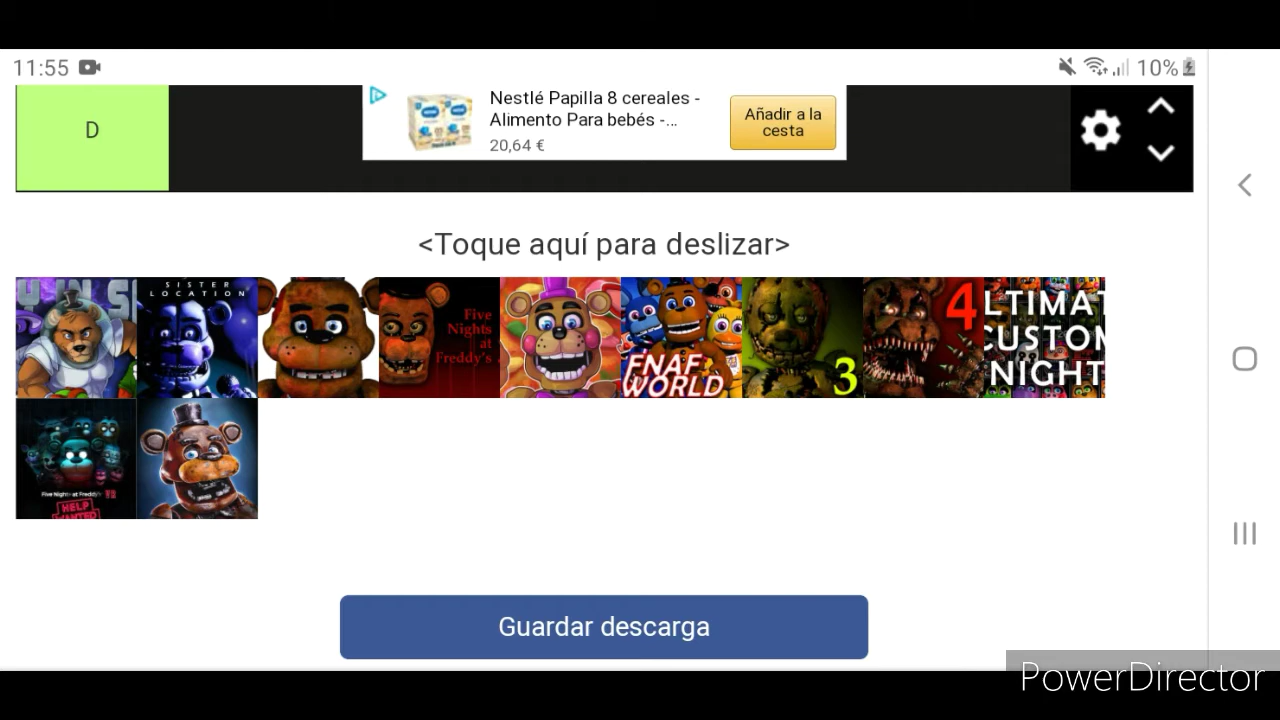 11:55
10%
D
Nestlé Papilla 8 cereales -
Alimento Para bebés -...
20,64 €
Añadir a la
cesta
<Toque aquí para deslizar>
SISTER
LOCATION
Five
Nights
at
Freddy's
FNAF
WORLD
3
4
LTIMAT
CUSTOM
NIGHT
Five Nights at Freddy's VR
HELP
WANTED
Guardar descarga
PowerDirector